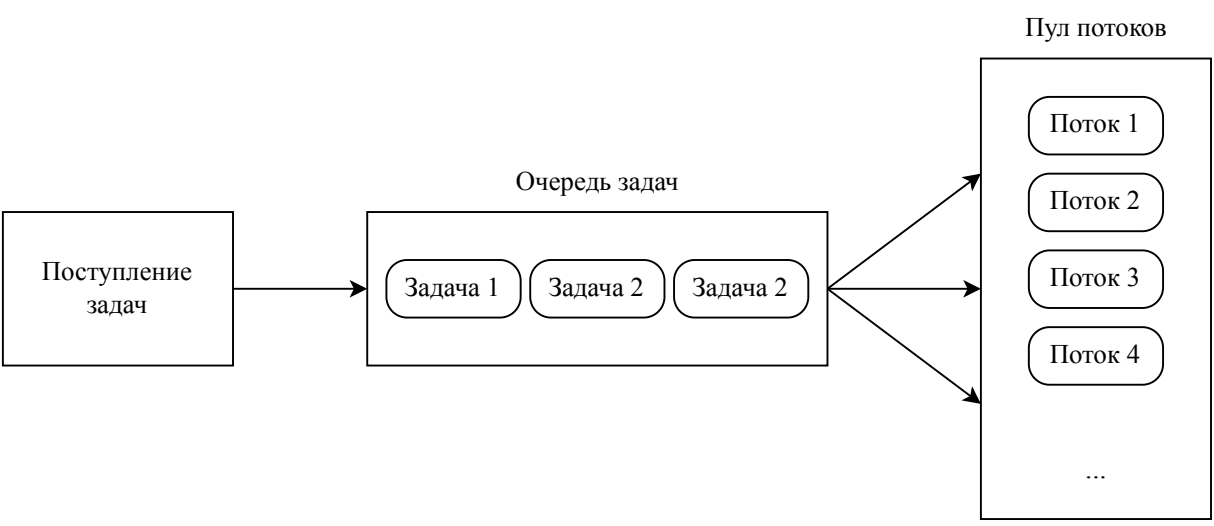 Пул потоков
Поток 1
Поток 2
Поток 3
Поток 4
...
Очередь задач
Задача 1 Задача 2 Задача 2
Поступление
задач